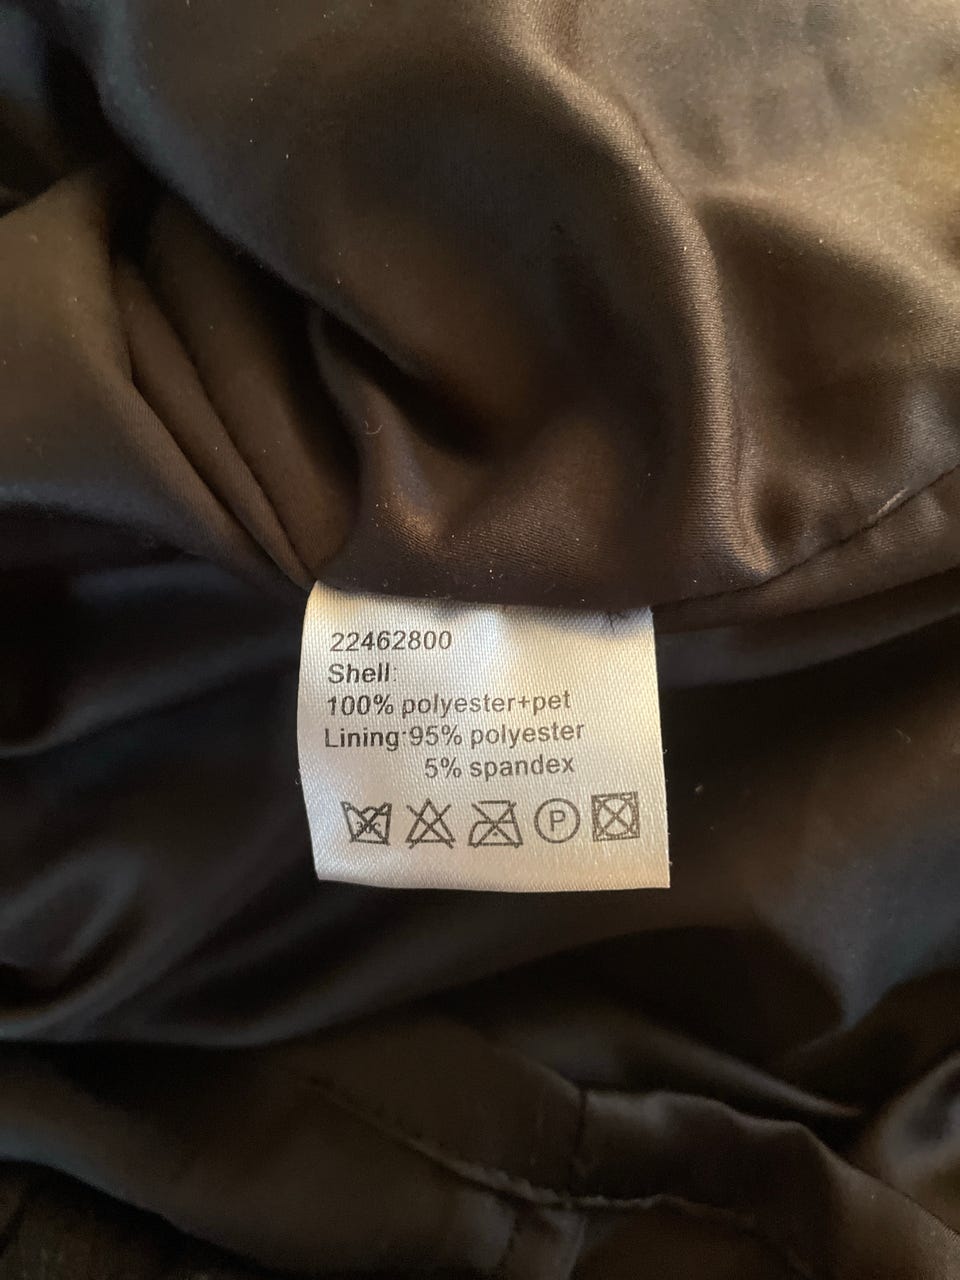 22462800
Shell:
100% polyester+pet
Lining:95% polyester
5% spandex
P